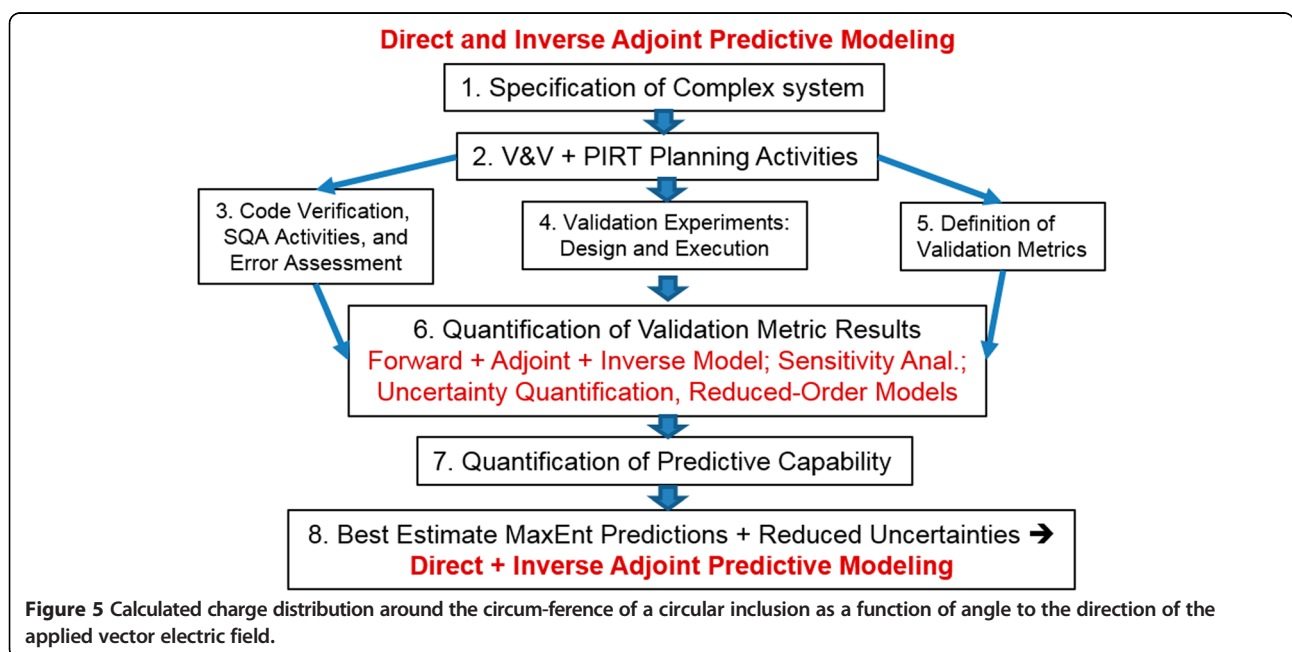 Direct and Inverse Adjoint Predictive Modeling
1. Specification of Complex system
2. V&V + PIRT Planning Activities
3. Code Verification,
SQA Activities, and
Error Assessment
4. Validation Experiments:
Design and Execution
5. Definition of
Validation Metrics
6. Quantification of Validation Metric Results
Forward + Adjoint + Inverse Model; Sensitivity Anal.;
Uncertainty Quantification, Reduced-Order Models
7. Quantification of Predictive Capability
8. Best Estimate MaxEnt Predictions + Reduced Uncertainties ➔
Direct + Inverse Adjoint Predictive Modeling
Figure 5 Calculated charge distribution around the circum-ference of a circular inclusion as a function of angle to the direction of the
applied vector electric field.